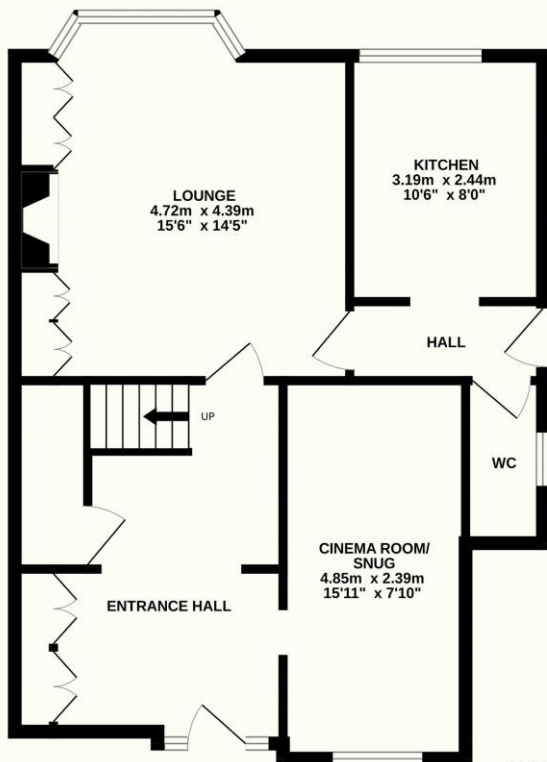 LOUNGE
4.72m x 4.39m
15'6" x 14'5"
KITCHEN
3.19m x 2.44m
10'6" x 8'0"
HALL
UP
WC
CINEMA ROOM/
SNUG
4.85m x 2.39m
15'11" x 7'10"
ENTRANCE HALL